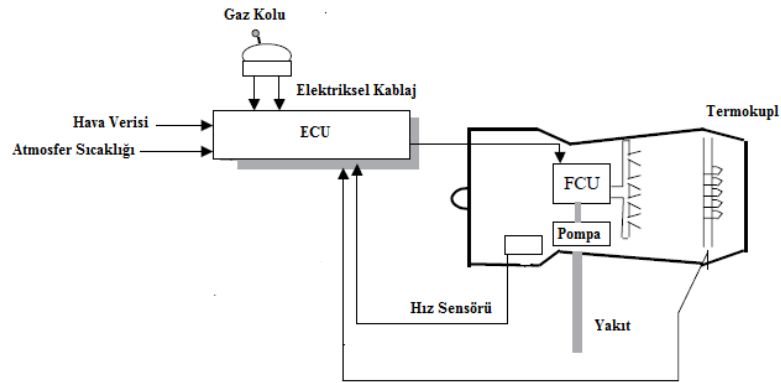 Gaz Kolu
Elektriksel Kablaj
Termokupl
Hava Verisi
ECU
Atmosfer Sıcaklığı
FCU
Pompa
Hız Sensörü
Yakıt